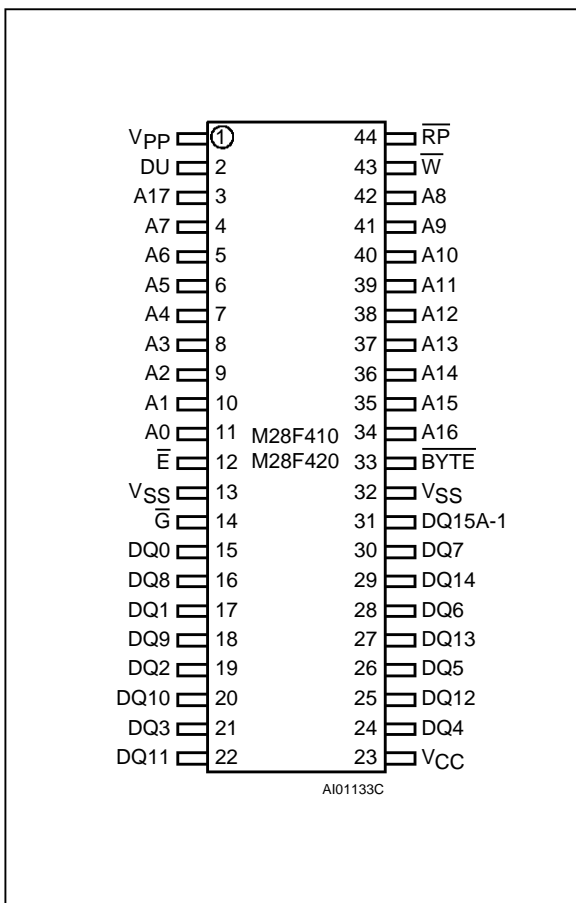 VPP 1 44 R̅P̅
DU 2 43 W̅
A17 3 42 A8
A7 4 41 A9
A6 5 40 A10
A5 6 39 A11
A4 7 38 A12
A3 8 37 A13
A2 9 36 A14
A1 10 35 A15
A0 11 M28F410 34 A16
E̅ 12 M28F420 33 B̅Y̅T̅E̅
VSS 13 32 VSS
G̅ 14 31 DQ15A-1
DQ0 15 30 DQ7
DQ8 16 29 DQ14
DQ1 17 28 DQ6
DQ9 18 27 DQ13
DQ2 19 26 DQ5
DQ10 20 25 DQ12
DQ3 21 24 DQ4
DQ11 22 23 VCC
AI01133C